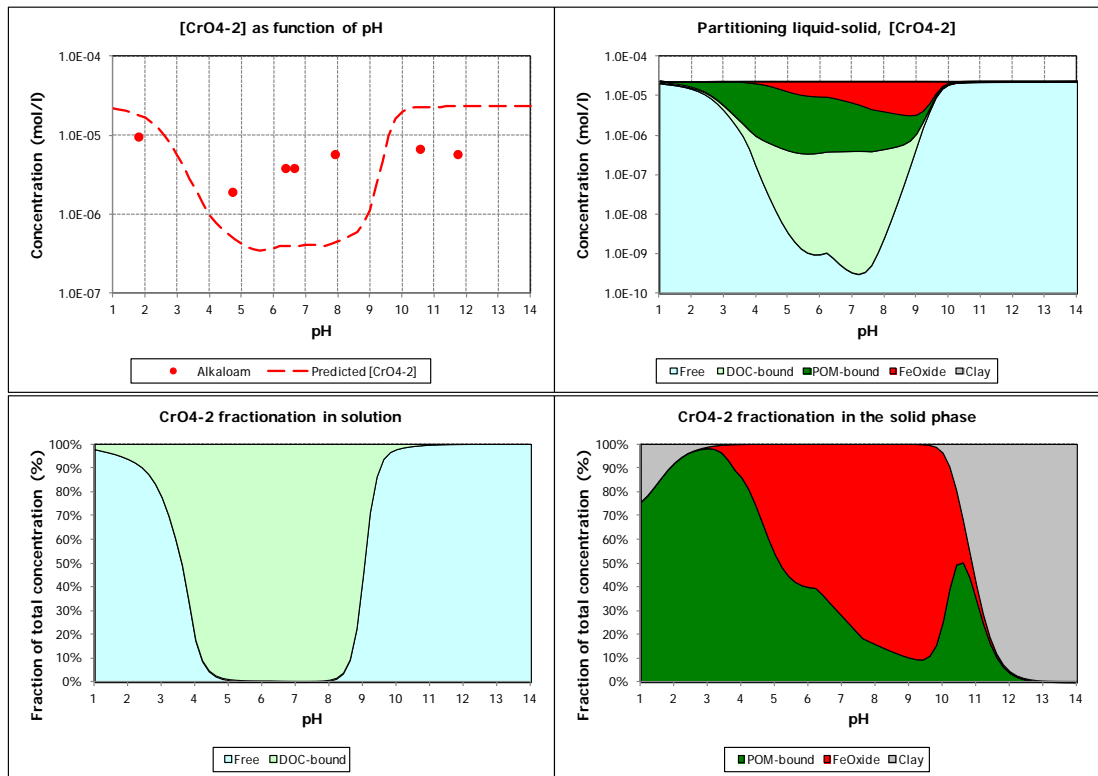 [CrO4-2] as function of pH
Concentration (mol/l)
1.0E-04
1.0E-05
1.0E-06
1.0E-07
1 2 3 4 5 6 7 8 9 10 11 12 13 14
pH
Alkaloam Predicted [CrO4-2]
Partitioning liquid-solid, [CrO4-2]
Concentration (mol/l)
1.0E-04
1.0E-05
1.0E-06
1.0E-07
1.0E-08
1.0E-09
1.0E-10
1 2 3 4 5 6 7 8 9 10 11 12 13 14
pH
Free DOC-bound POM-bound FeOxide Clay
CrO4-2 fractionation in solution
Fraction of total concentration (%)
100%
90%
80%
70%
60%
50%
40%
30%
20%
10%
0%
1 2 3 4 5 6 7 8 9 10 11 12 13 14
pH
Free DOC-bound
CrO4-2 fractionation in the solid phase
Fraction of total concentration (%)
100%
90%
80%
70%
60%
50%
40%
30%
20%
10%
0%
1 2 3 4 5 6 7 8 9 10 11 12 13 14
pH
POM-bound FeOxide Clay